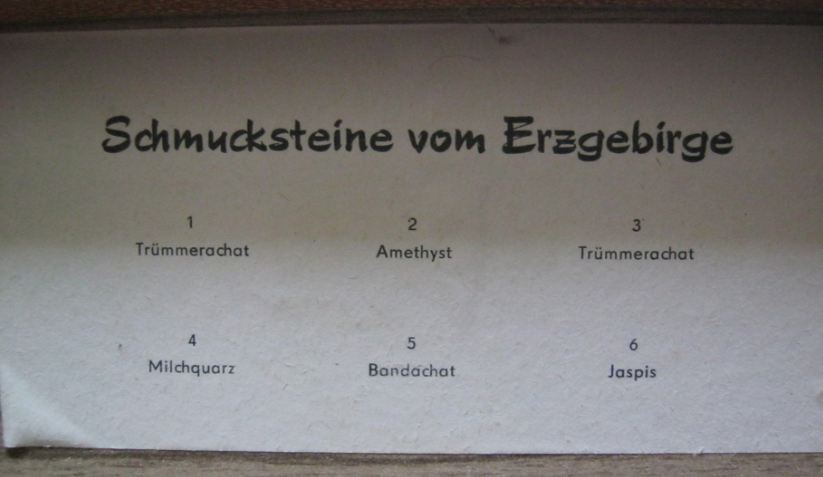 Schmucksteine vom Erzgebirge
1 2 3
Trümmerachat Amethyst Trümmerachat
4 5 6
Milchquarz Bandachat Jaspis